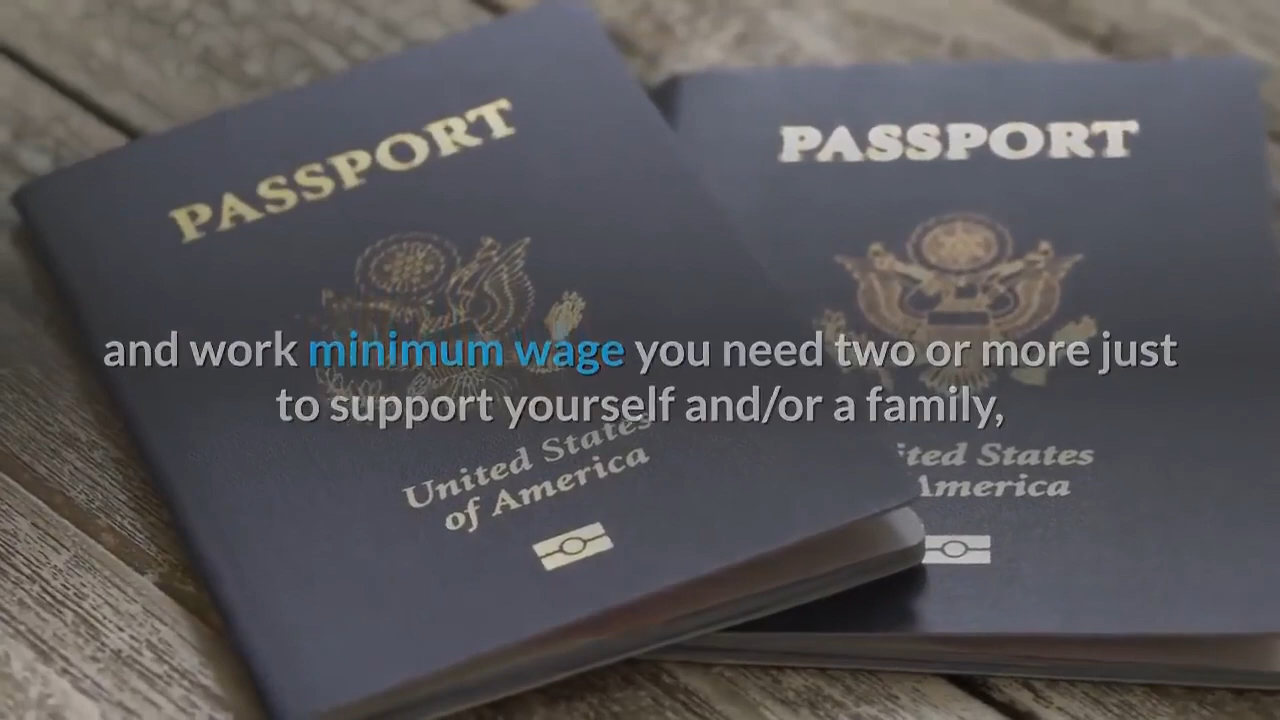 PASSPORT
PASSPORT
and work minimum wage you need two or more just
to support yourself and/or a family,
United States
of America
ted States
America